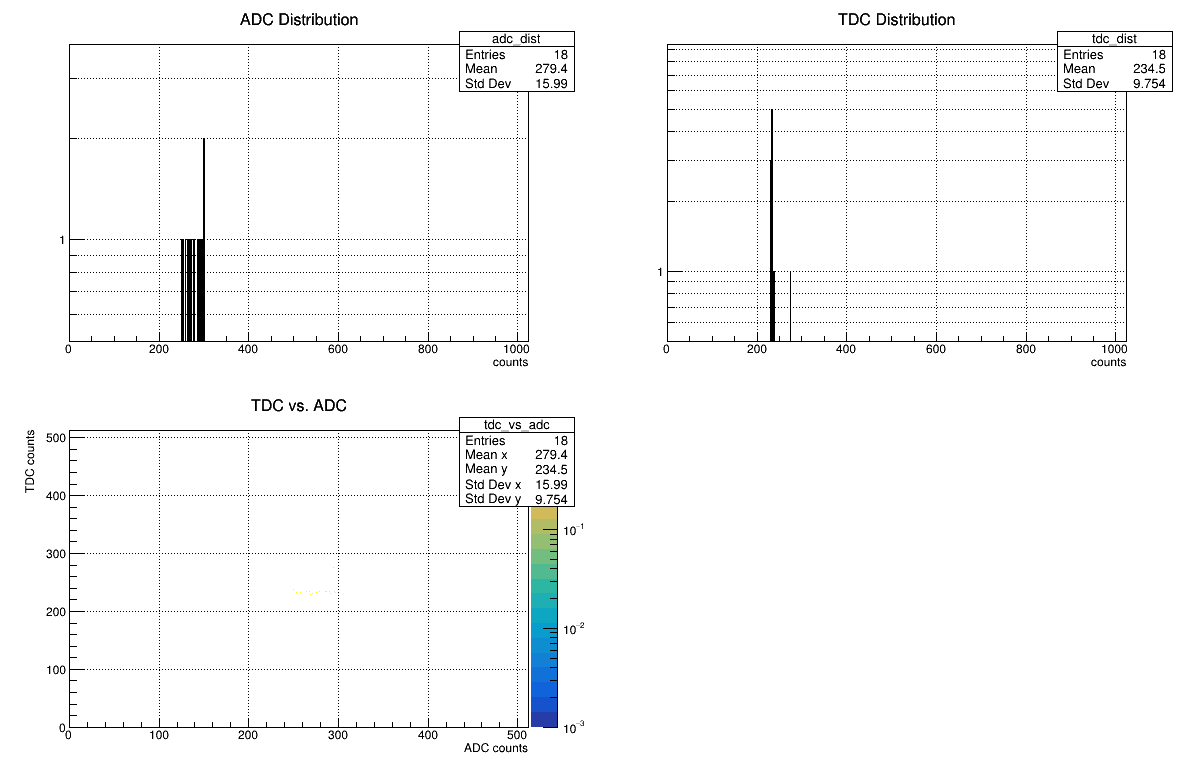 ADC Distribution
adc_dist
Entries 18
Mean 279.4
Std Dev 15.99
1
0 200 400 600 800 1000
counts
TDC Distribution
tdc_dist
Entries 18
Mean 234.5
Std Dev 9.754
1
0 200 400 600 800 1000
counts
TDC vs. ADC
tdc_vs_adc
Entries 18
Mean x 279.4
Mean y 234.5
Std Dev x 15.99
Std Dev y 9.754
TDC counts
500
400
300
200
100
0
0 100 200 300 400 500
ADC counts
10⁻¹
10⁻²
10⁻³